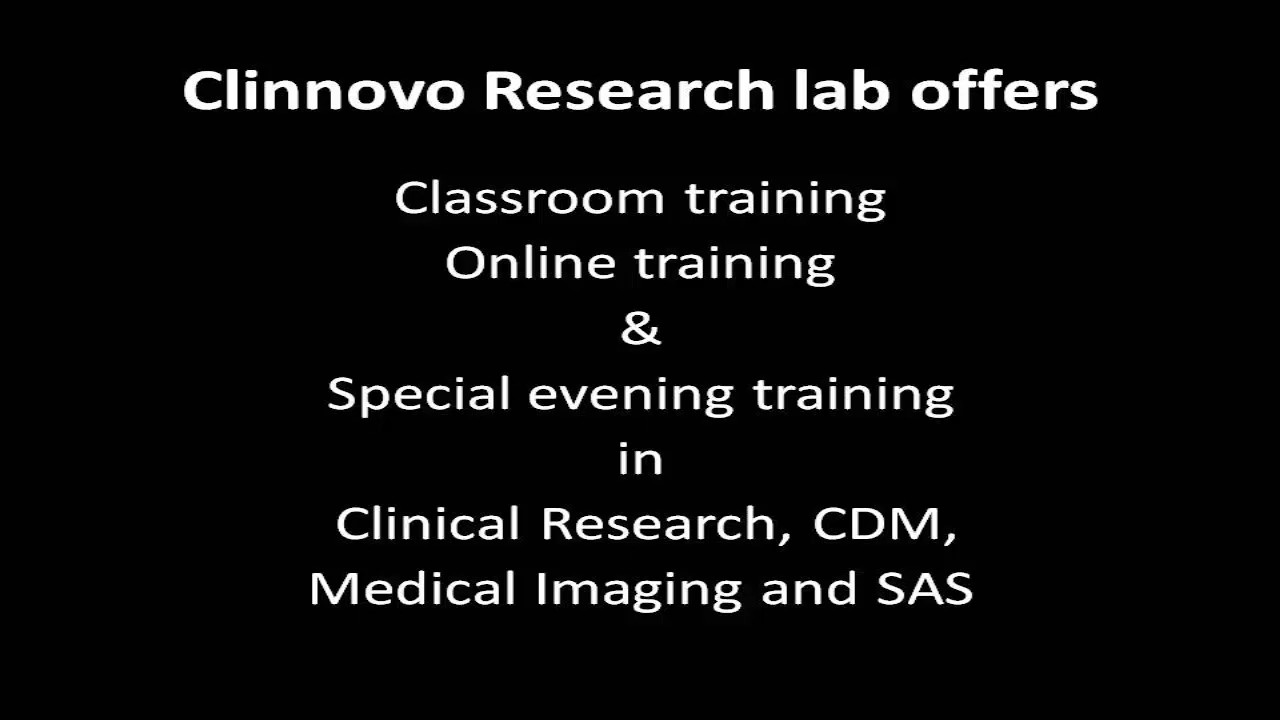 Clinnovo Research lab offers
Classroom training
Online training
&
Special evening training
in
Clinical Research, CDM,
Medical Imaging and SAS